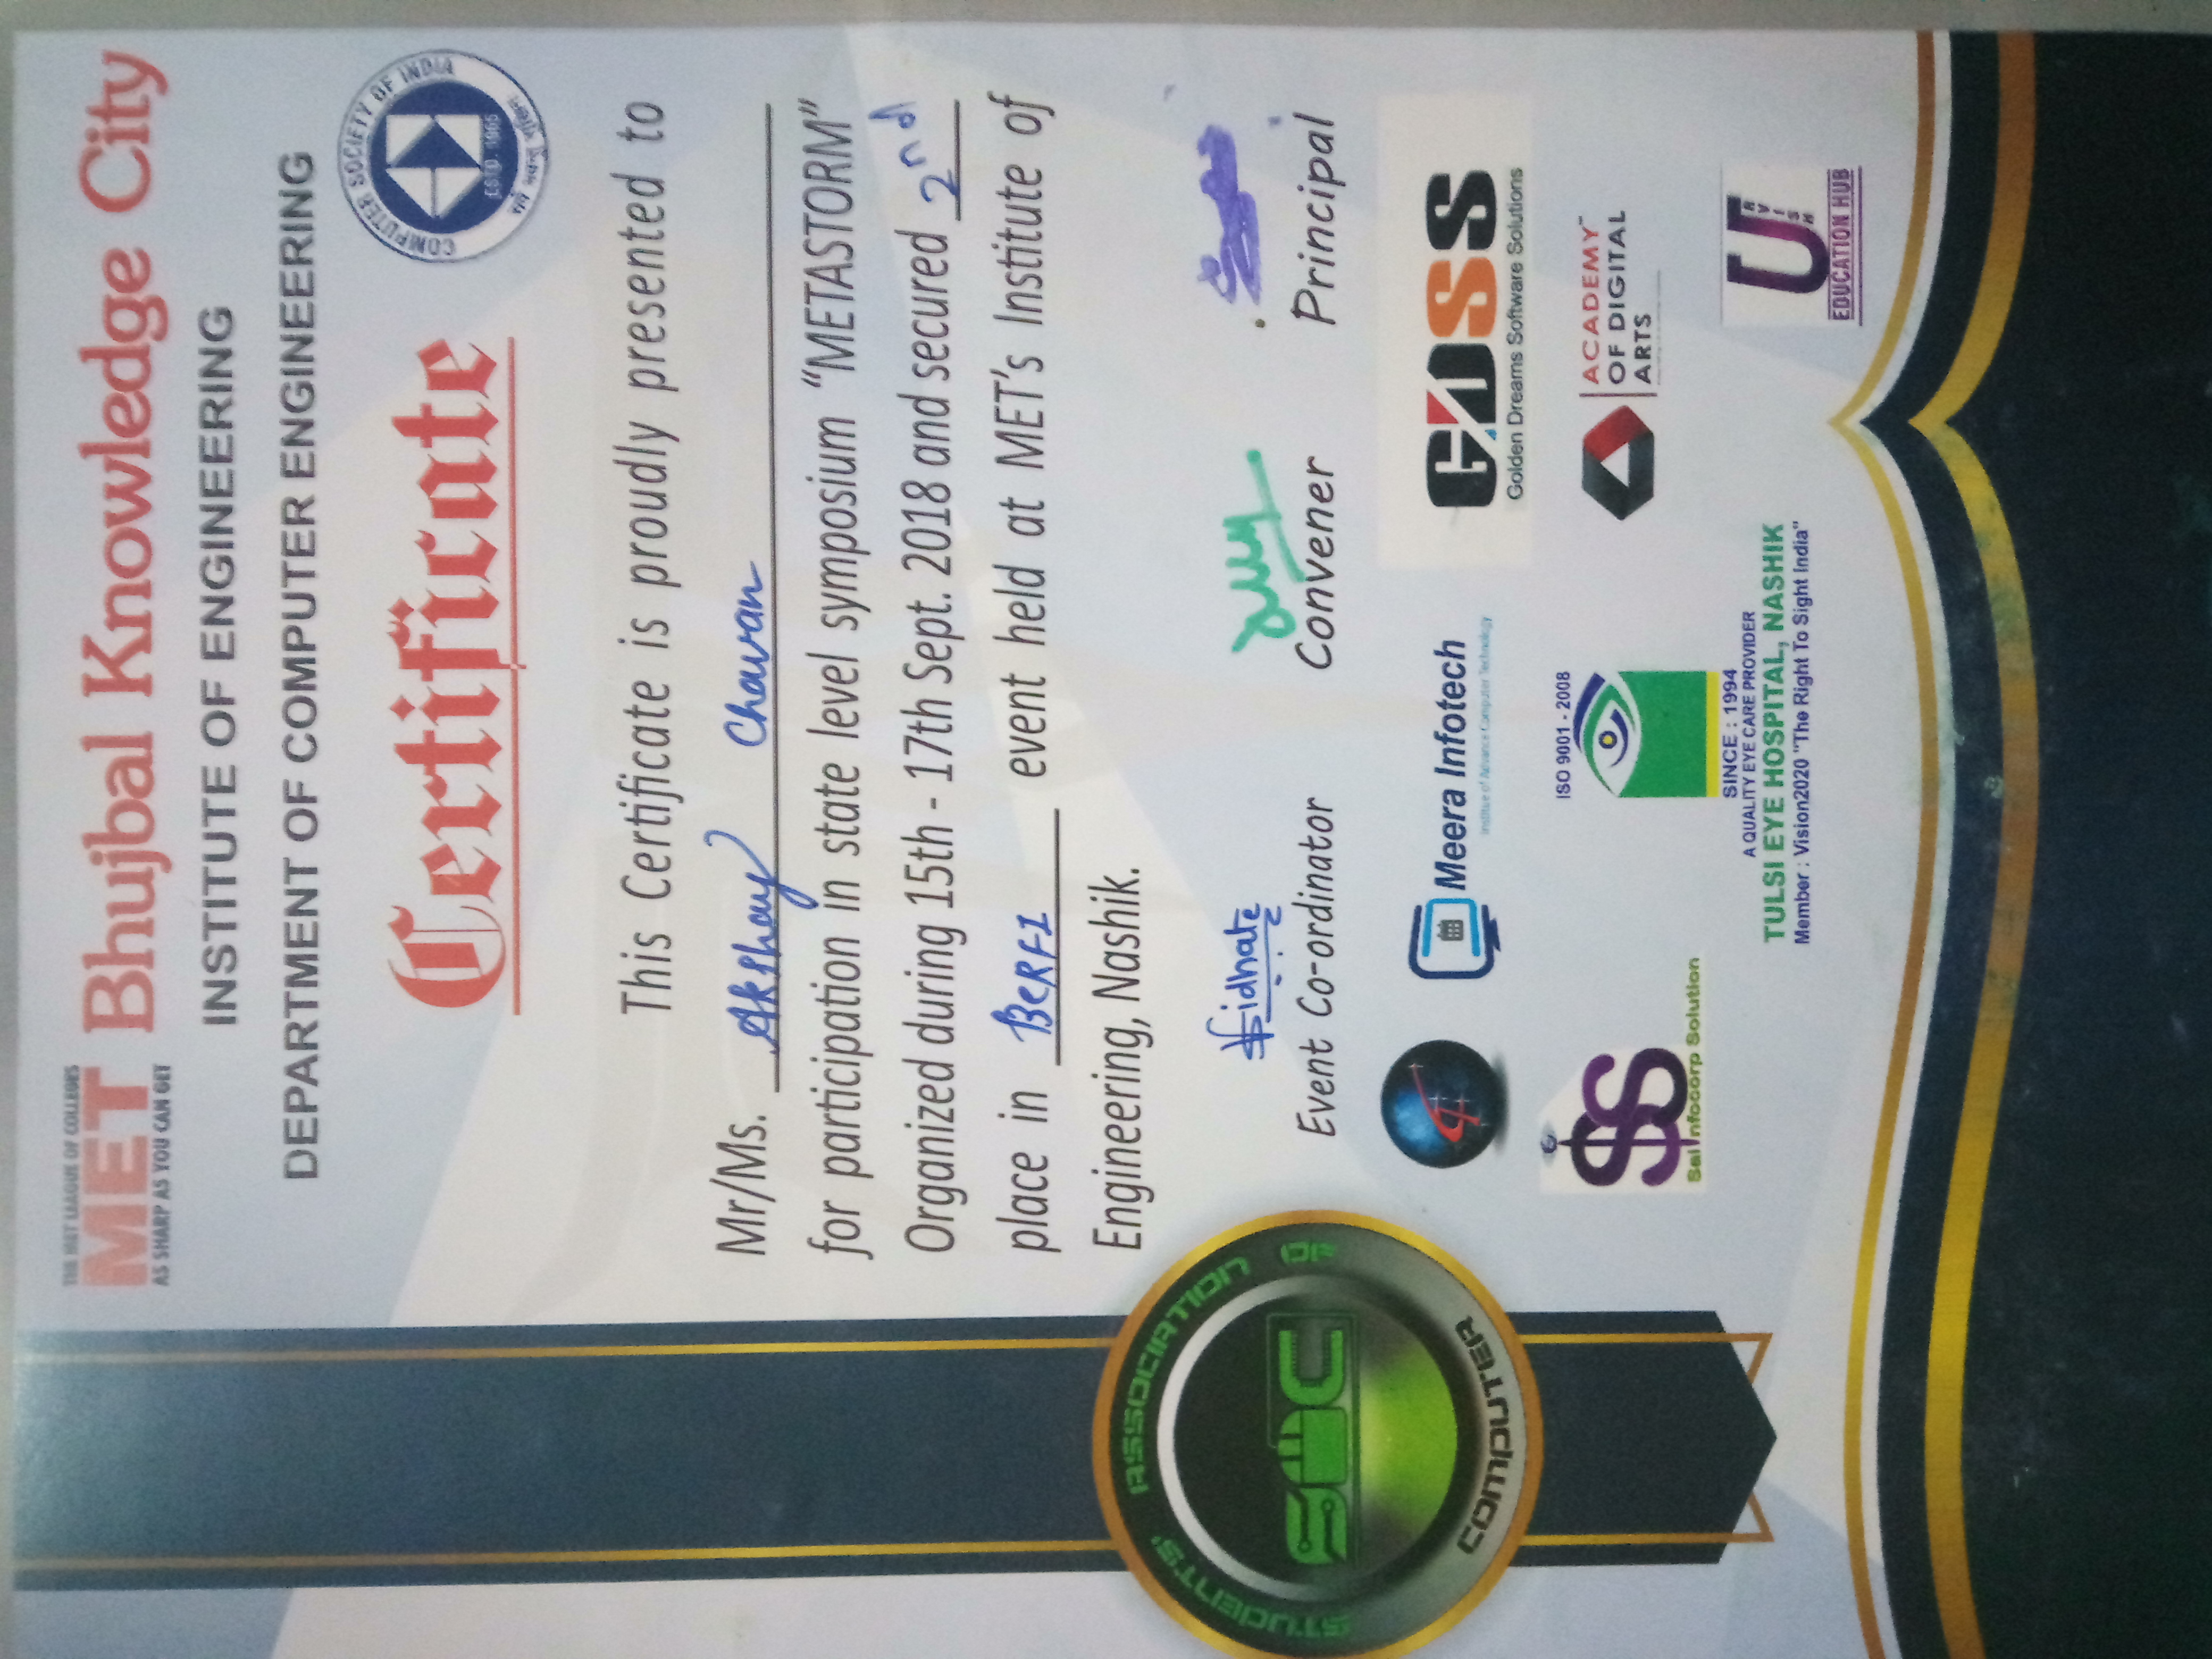 THE MET LEAGUE OF COLLEGES
MET Bhujbal Knowledge City
AS SHARP AS YOU CAN GET
INSTITUTE OF ENGINEERING
DEPARTMENT OF COMPUTER ENGINEERING
COMPUTER SOCIETY OF INDIA
ESTD. 1965
Certificate
This Certificate is proudly presented to
Mr/Ms. Akshay Chavan
for participation in state level symposium "METASTORM"
Organized during 15th - 17th Sept. 2018 and secured 2nd
place in event held at MET's Institute of
Engineering, Nashik.
Sidhate
Event Co-ordinator Convener Principal
STUDENTS' ASSOCIATION OF
SAC
COMPUTER
Meera Infotech
Institue of Advance Computer Technology
GDSS
Golden Dreams Software Solutions
SS
Sai Infocorp Solution
ISO 9001 - 2008
SINCE : 1994
A QUALITY EYE CARE PROVIDER
TULSI EYE HOSPITAL, NASHIK
Member : Vision2020 "The Right To Sight India"
ACADEMY
OF DIGITAL
ARTS
URVISH
EDUCATION HUB